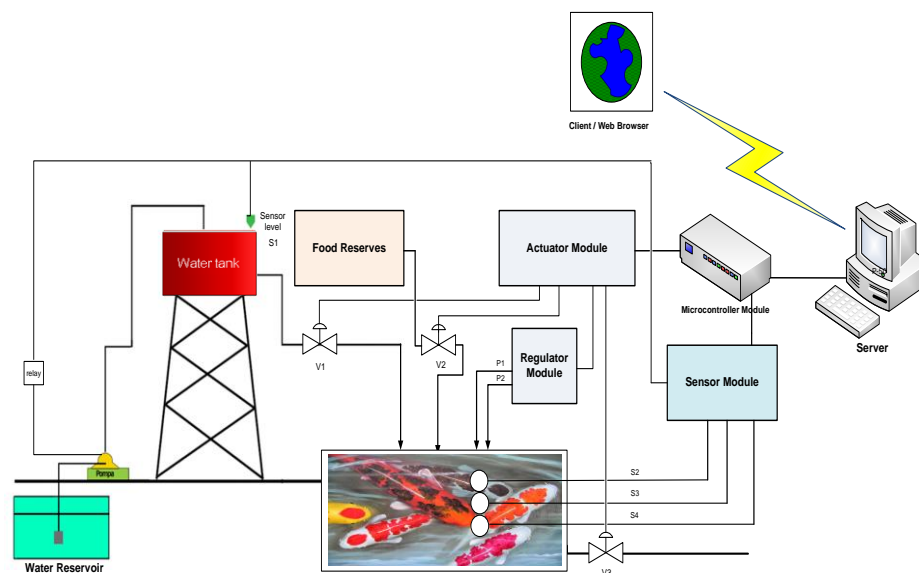 Client / Web Browser
Sensor
level
S1
Food Reserves
Actuator Module
Water tank
Microcontroller Module
Server
relay
V1
V2
P1
P2
Regulator
Module
Sensor Module
Pompa
S2
S3
S4
Water Reservoir
V3